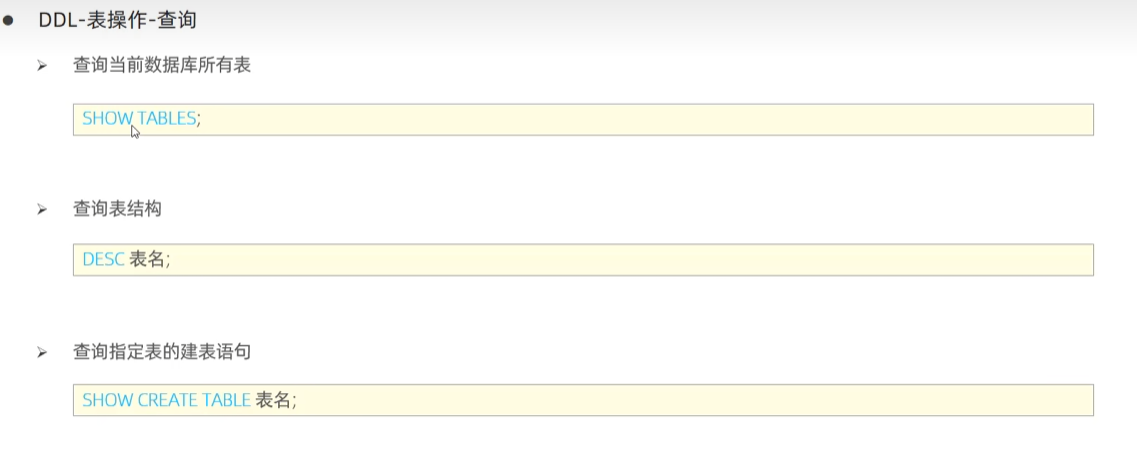 DDL-表操作-查询
查询当前数据库所有表
SHOW TABLES;
查询表结构
DESC 表名;
查询指定表的建表语句
SHOW CREATE TABLE 表名;